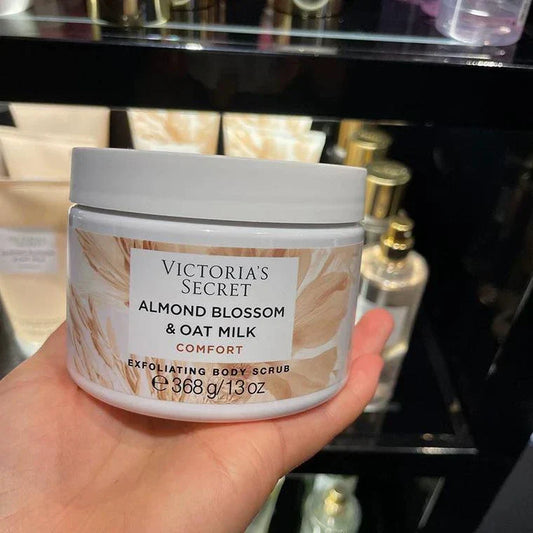 VICTORIA'S
SECRET
ALMOND BLOSSOM
& OAT MILK
COMFORT
EXFOLIATING BODY SCRUB
℮ 368 g/13 oz